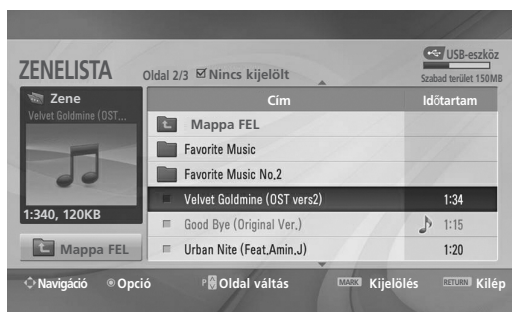 USB-eszköz
ZENELISTA
Oldal 2/3 Nincs kijelölt
Szabad terület 150MB
Zene
Velvet Goldmine (OST...
1:340, 120KB
Mappa FEL
Cím Időtartam
Mappa FEL
Favorite Music
Favorite Music No,2
Velvet Goldmine (OST vers2) 1:34
Good Bye (Original Ver,) 1:15
Urban Nite (Feat,Amin,J) 1:20
Navigáció Opció P Oldal váltás MARK Kijelölés RETURN Kilép